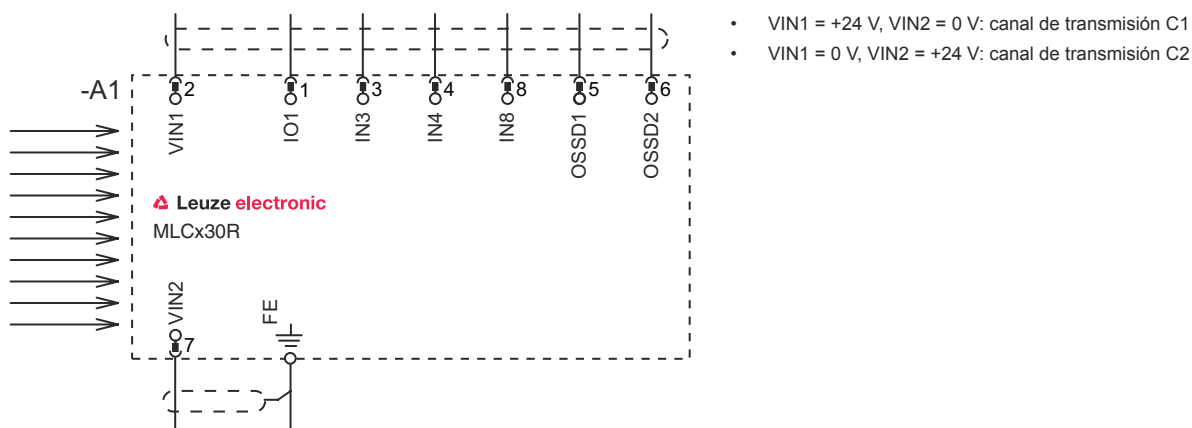 • VIN1 = +24 V, VIN2 = 0 V: canal de transmisión C1
• VIN1 = 0 V, VIN2 = +24 V: canal de transmisión C2
-A1
2 1 3 4 8 5 6
VIN1 IO1 IN3 IN4 IN8 OSSD1 OSSD2
Leuze electronic
MLCx30R
VIN2 FE
7